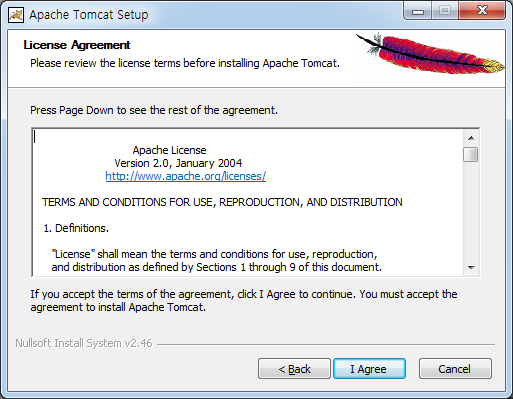 Apache Tomcat Setup
License Agreement
Please review the license terms before installing Apache Tomcat.
Press Page Down to see the rest of the agreement.
Apache License
Version 2.0, January 2004
http://www.apache.org/licenses/
TERMS AND CONDITIONS FOR USE, REPRODUCTION, AND DISTRIBUTION
1. Definitions.
"License" shall mean the terms and conditions for use, reproduction,
and distribution as defined by Sections 1 through 9 of this document.
If you accept the terms of the agreement, click I Agree to continue. You must accept the
agreement to install Apache Tomcat.
Nullsoft Install System v2.46
< Back
I Agree
Cancel